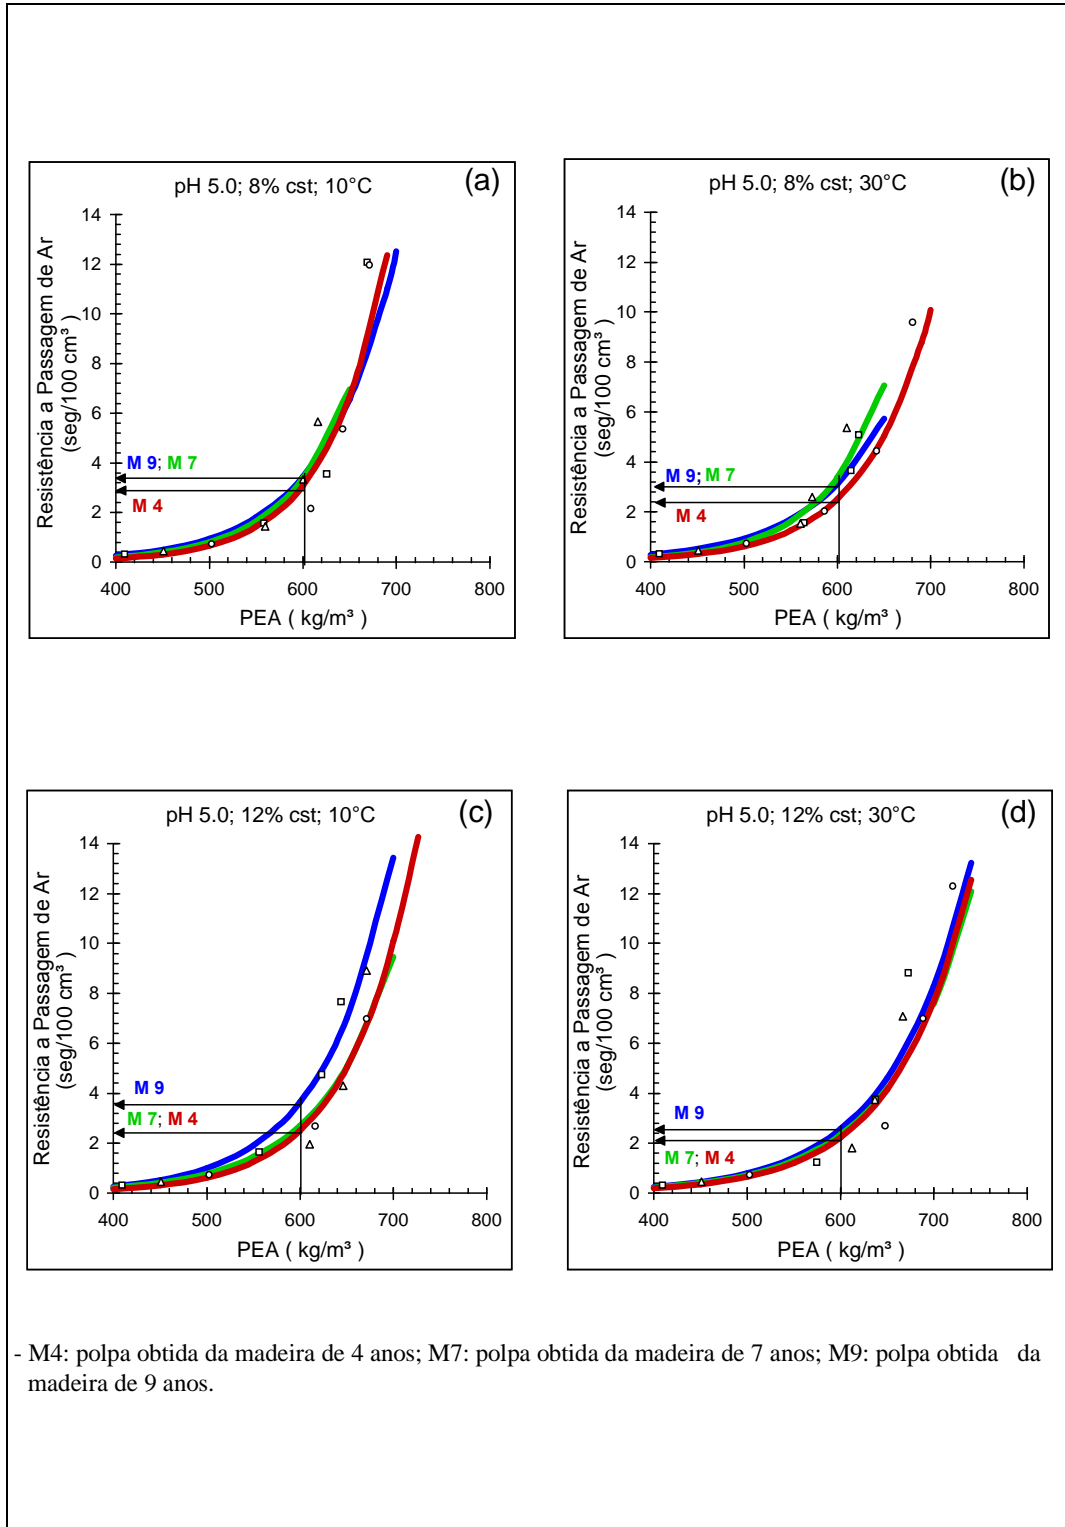 pH 5.0; 8% cst; 10°C
(a)
Resistência a Passagem de Ar
(seg/100 cm³ )
14
12
10
8
6
4
2
0
M 9; M 7
M 4
400 500 600 700 800
PEA ( kg/m³ )
pH 5.0; 8% cst; 30°C
(b)
Resistência a Passagem de Ar
(seg/100 cm³ )
14
12
10
8
6
4
2
0
M 9; M 7
M 4
400 500 600 700 800
PEA ( kg/m³ )
pH 5.0; 12% cst; 10°C
(c)
Resistência a Passagem de Ar
(seg/100 cm³ )
14
12
10
8
6
4
2
0
M 9
M 7; M 4
400 500 600 700 800
PEA ( kg/m³ )
pH 5.0; 12% cst; 30°C
(d)
Resistência a Passagem de Ar
(seg/100 cm³ )
14
12
10
8
6
4
2
0
M 9
M 7; M 4
400 500 600 700 800
PEA ( kg/m³ )
- M4: polpa obtida da madeira de 4 anos; M7: polpa obtida da madeira de 7 anos; M9: polpa obtida da
madeira de 9 anos.